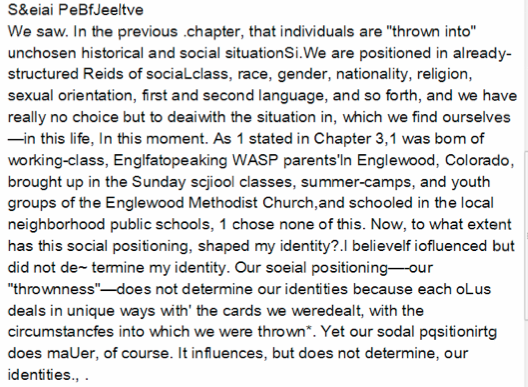 S&eiai PeBfJeeltve
We saw. In the previous .chapter, that individuals are "thrown into"
unchosen historical and social situationSi.We are positioned in already-
structured Reids of sociaLclass, race, gender, nationality, religion,
sexual orientation, first and second language, and so forth, and we have
really no choice but to deaiwith the situation in, which we find ourselves
—in this life, In this moment. As 1 stated in Chapter 3,1 was bom of
working-class, Englfatopeaking WASP parents'ln Englewood, Colorado,
brought up in the Sunday scjiool classes, summer-camps, and youth
groups of the Englewood Methodist Church,and schooled in the local
neighborhood public schools, 1 chose none of this. Now, to what extent
has this social positioning, shaped my identity?.I believelf iofluenced but
did not de~ termine my identity. Our soeial positioning—-our
"thrownness"—does not determine our identities because each oLus
deals in unique ways with' the cards we weredealt, with the
circumstancfes into which we were thrown*. Yet our sodal pqsitionirtg
does maUer, of course. It influences, but does not determine, our
identities., .